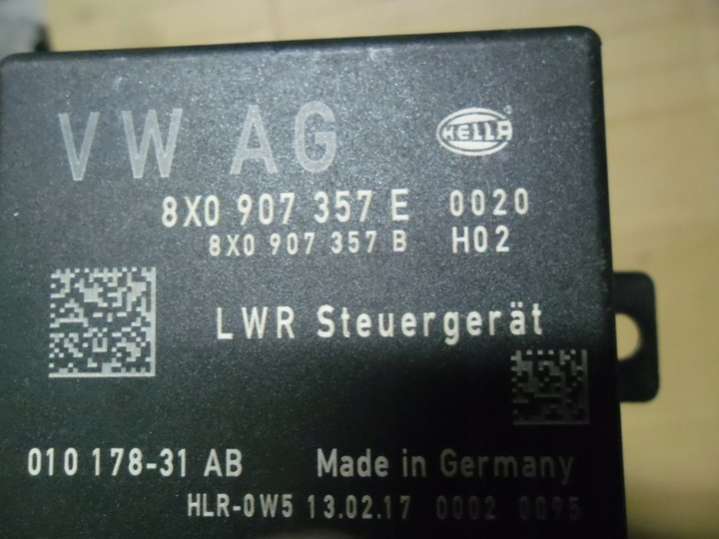 VW AG HELLA
8X0 907 357 E 0020
8X0 907 357 B H02
LWR Steuergerät
010 178-31 AB Made in Germany
HLR-0W5 13.02.17 0002 0095